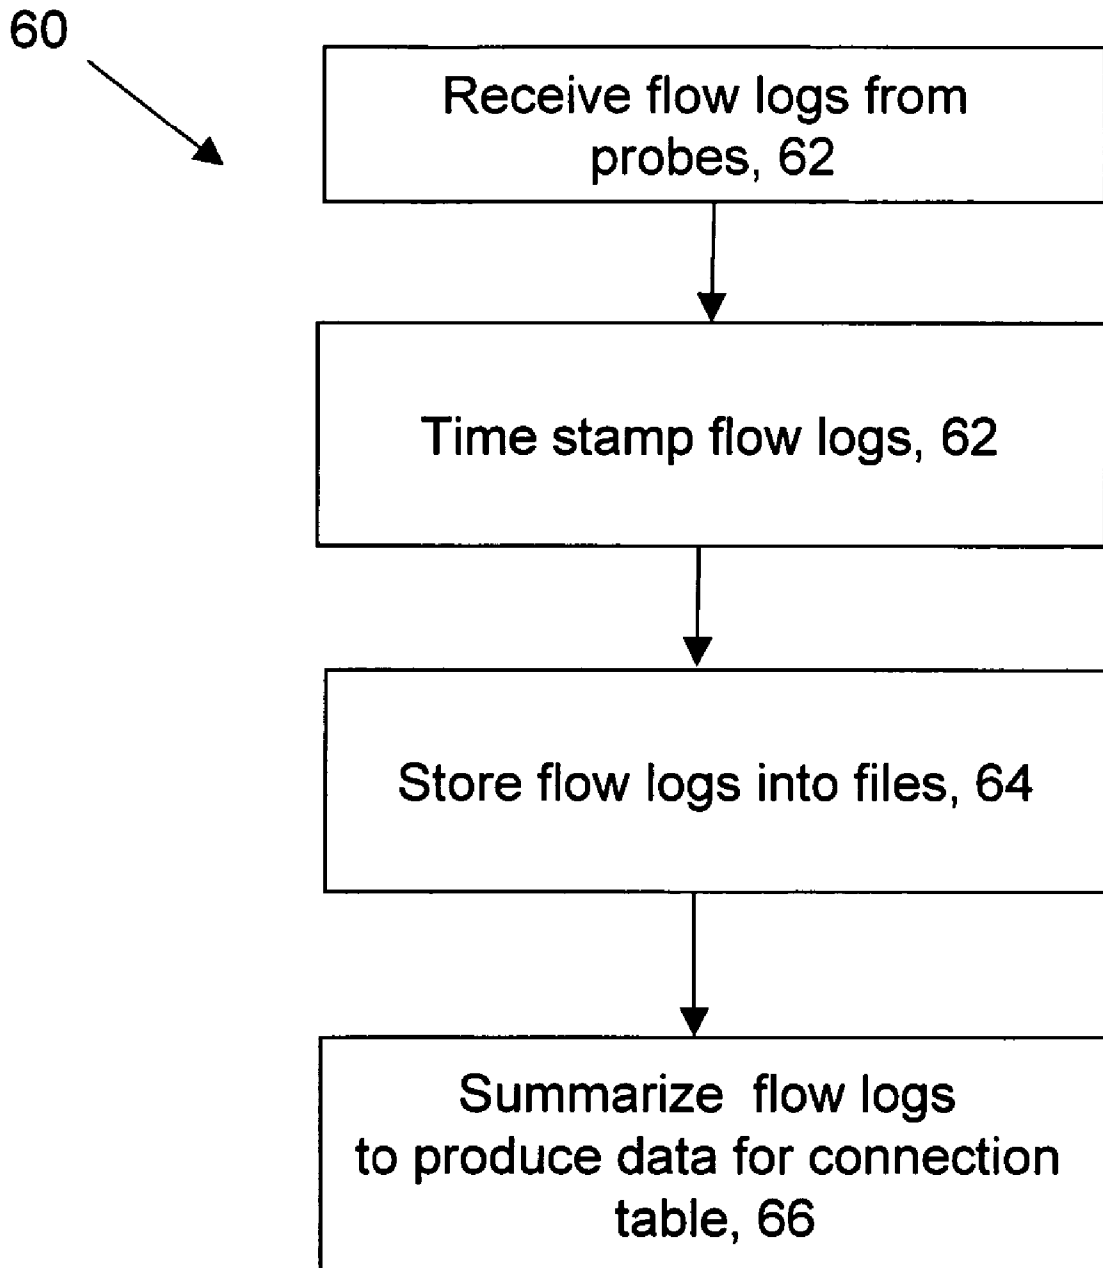 60
Receive flow logs from
probes, 62
Time stamp flow logs, 62
Store flow logs into files, 64
Summarize flow logs
to produce data for connection
table, 66